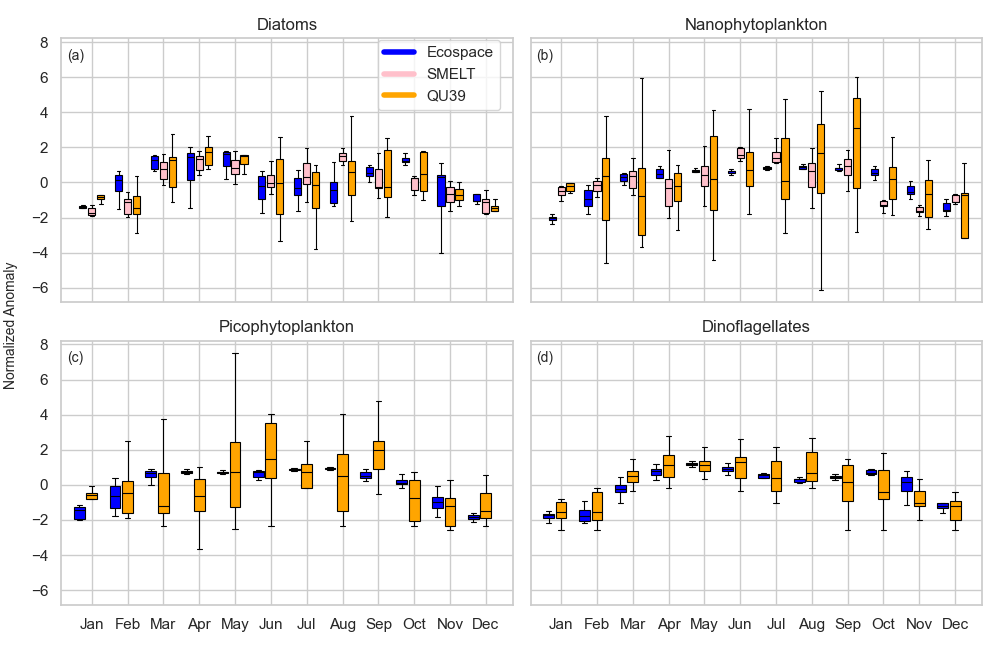 Diatoms Nanophytoplankton
8
(a) Ecospace (b)
6
SMELT
QU39
4
2
0
−2
−4
−6
Normalized Anomaly
Picophytoplankton Dinoflagellates
8
(c) (d)
6
4
2
0
−2
−4
−6
Jan Feb Mar Apr May Jun Jul Aug Sep Oct Nov Dec Jan Feb Mar Apr May Jun Jul Aug Sep Oct Nov Dec